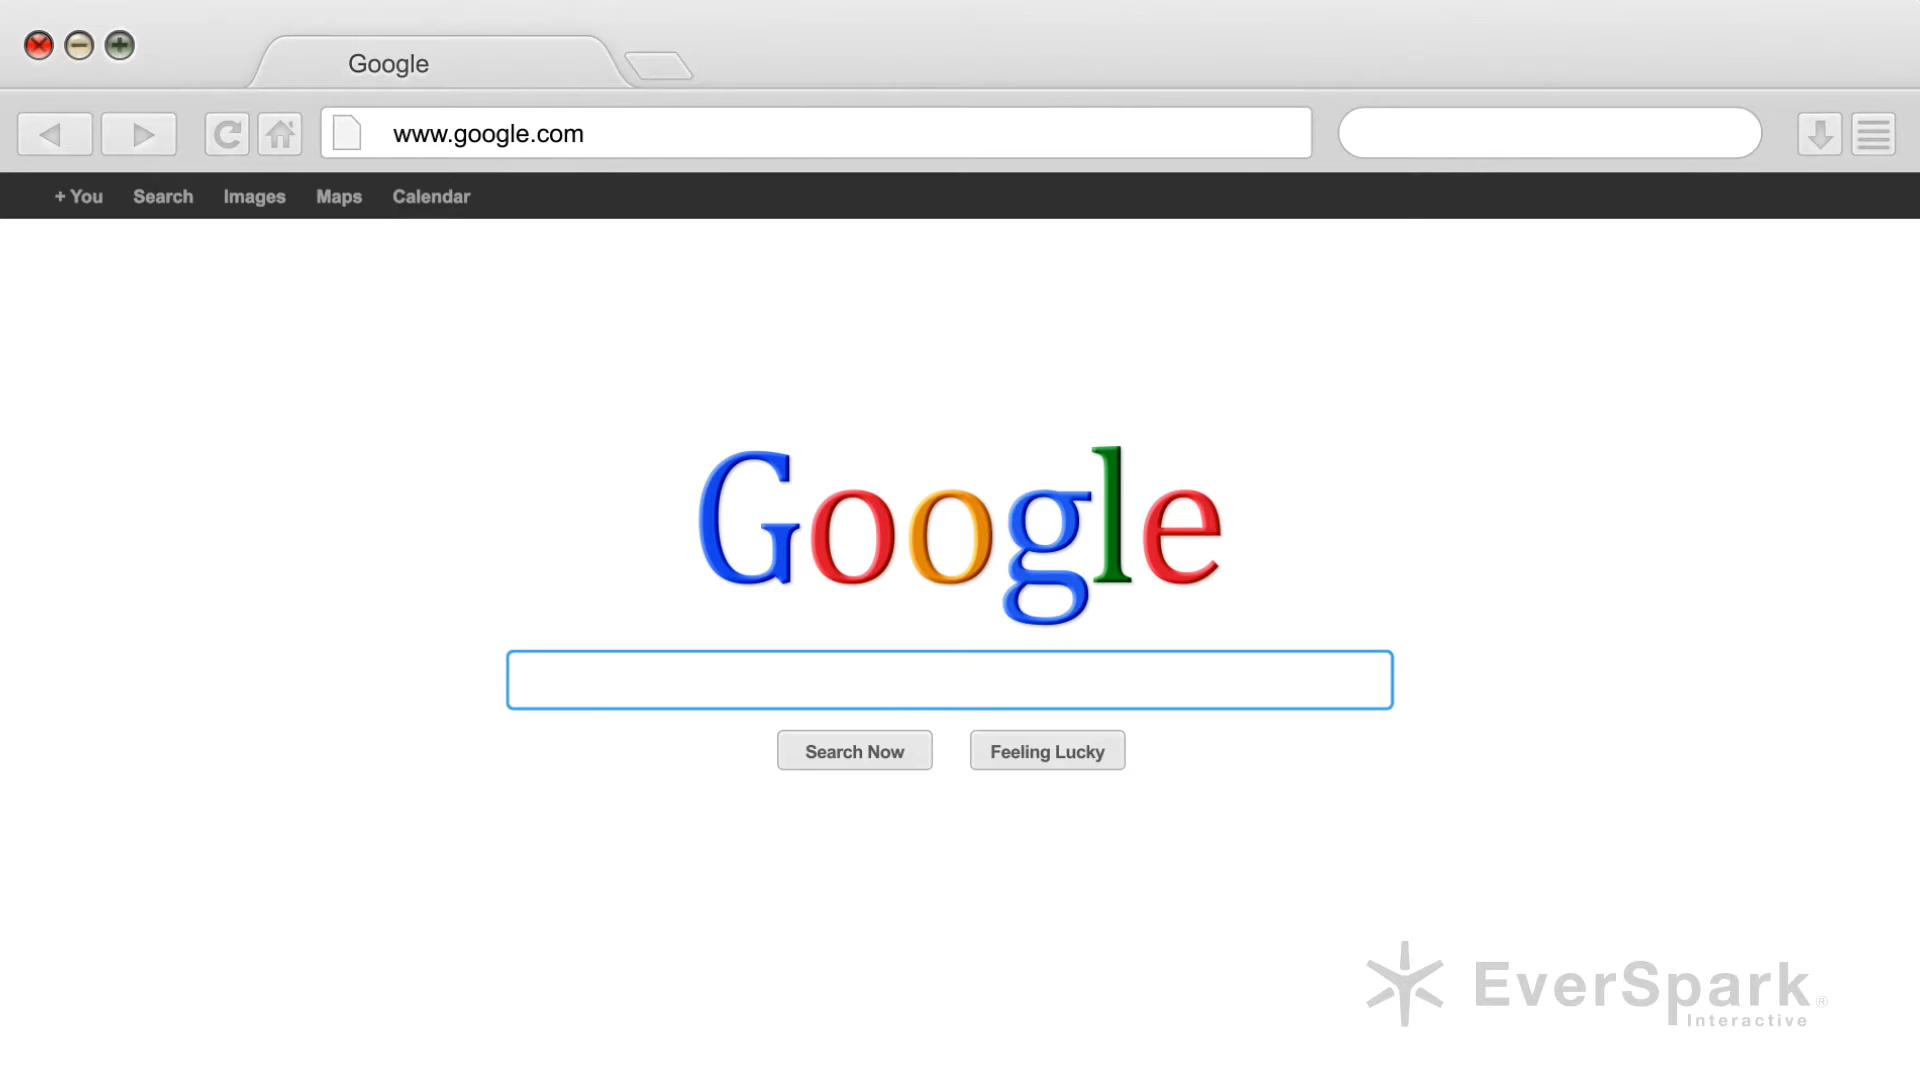 Google
www.google.com
+ You Search Images Maps Calendar
Google
Search Now Feeling Lucky
EverSpark®
Interactive